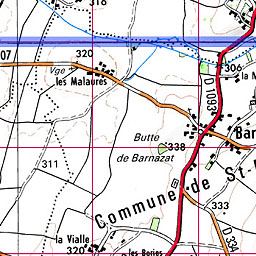 318
07
320
306
Vge
les Malaures
la M
D 1093
Butte
de Barnazat
338
Bar
311
Commune de St-
333
la Vialle
320
les Bories
D 33